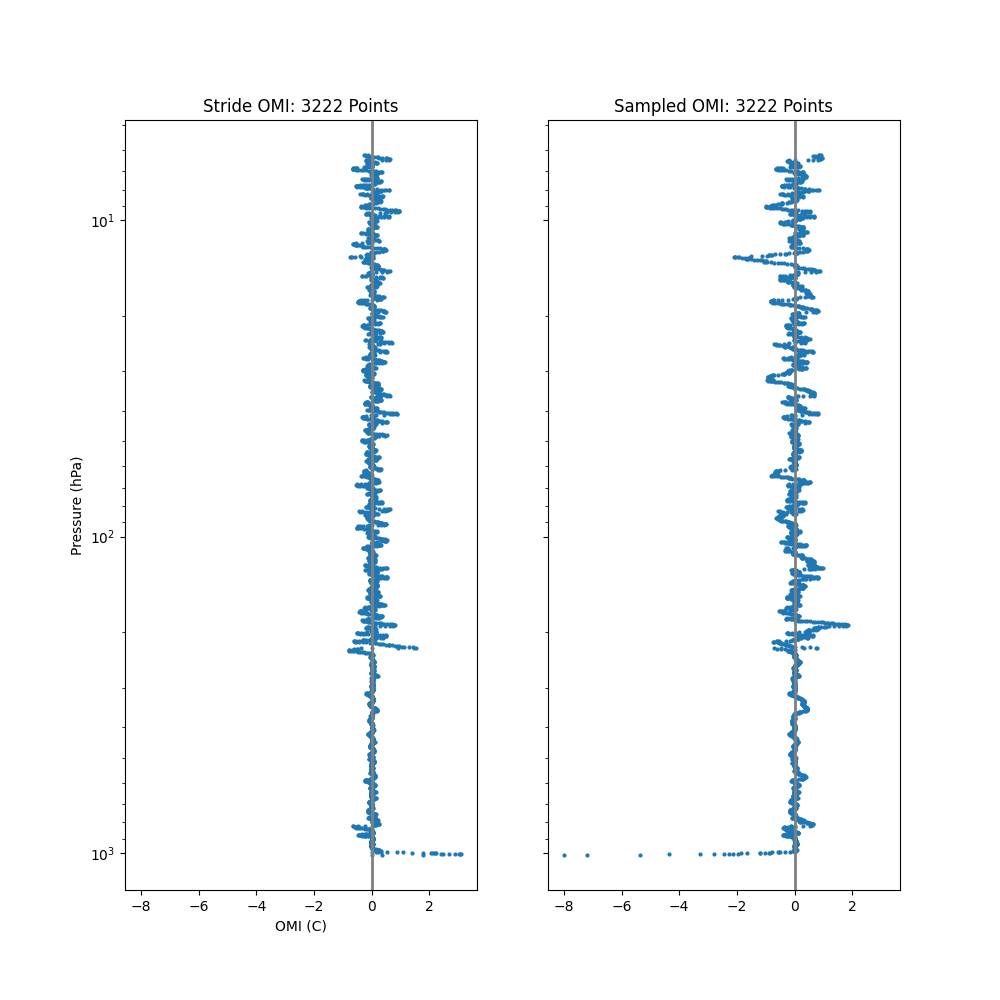 Stride OMI: 3222 Points
Sampled OMI: 3222 Points
10¹
10²
10³
Pressure (hPa)
−8 −6 −4 −2 0 2
OMI (C)
−8 −6 −4 −2 0 2